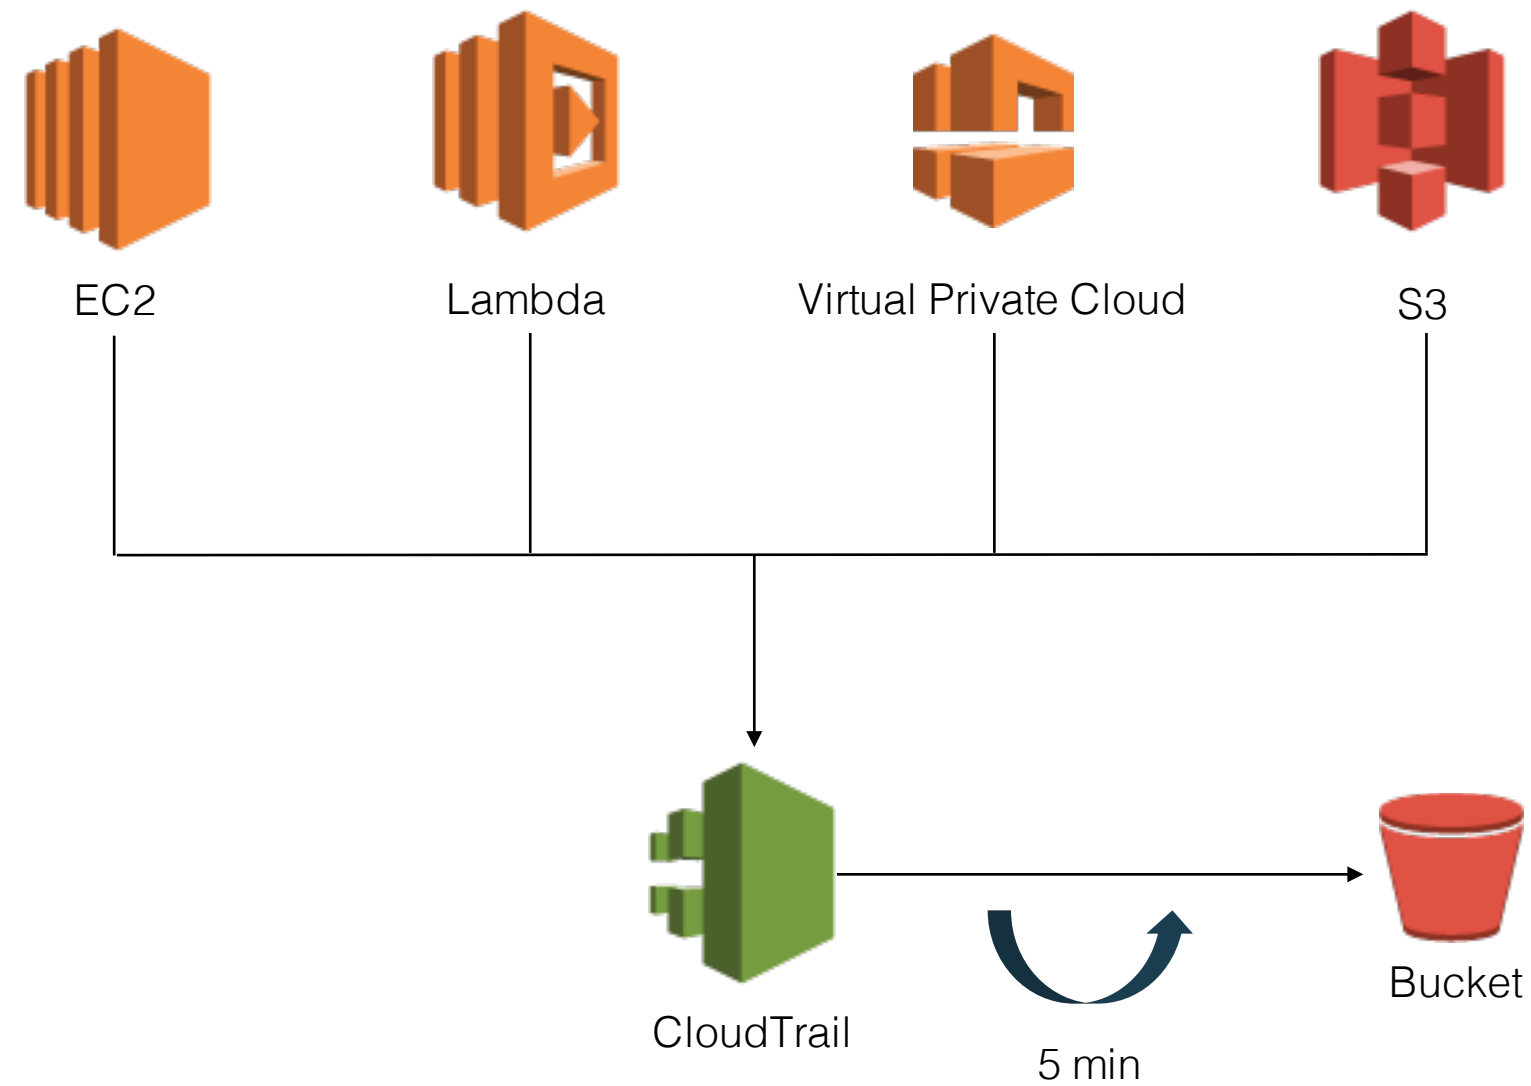 EC2
Lambda
Virtual Private Cloud
S3
CloudTrail
5 min
Bucket